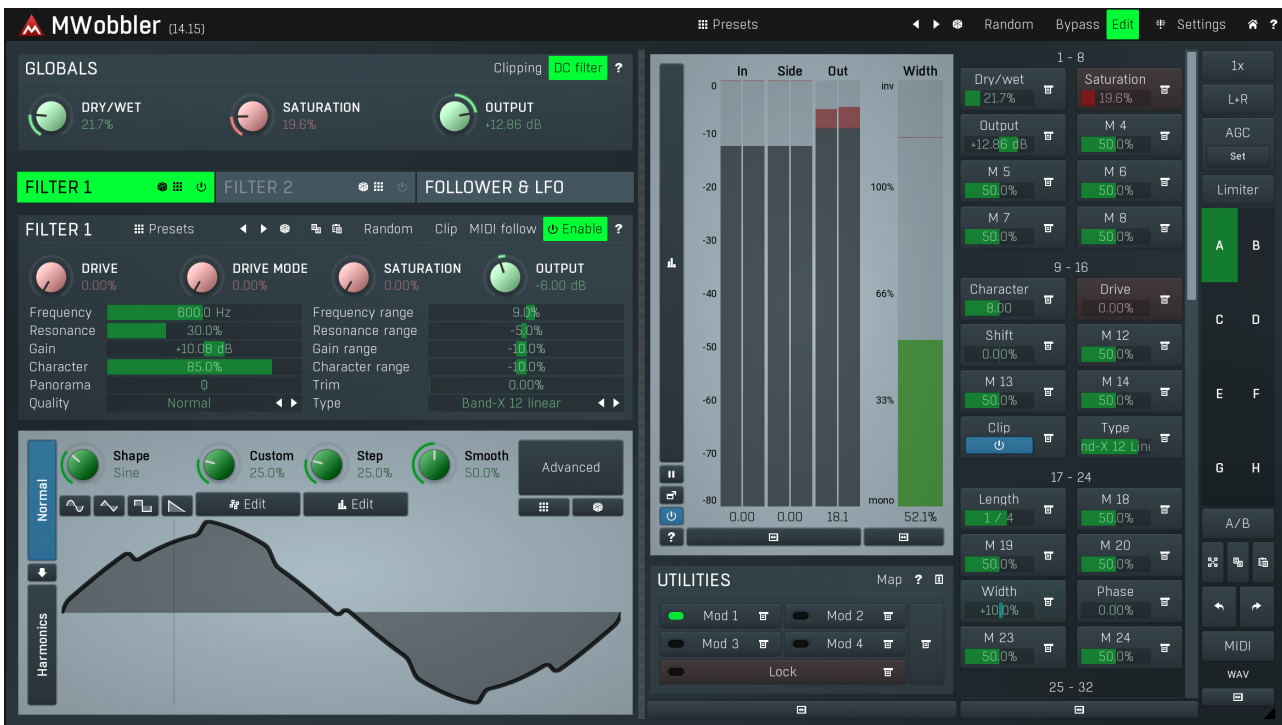 MWobbler (14.15)
Presets
Random
Bypass
Edit
Settings
?
GLOBALS
Clipping
DC filter
?
DRY/WET
21.7%
SATURATION
19.6%
OUTPUT
+12.86 dB
FILTER 1
FILTER 2
FOLLOWER & LFO
FILTER 1
Presets
Random
Clip
MIDI follow
Enable
?
DRIVE
0.00%
DRIVE MODE
0.00%
SATURATION
0.00%
OUTPUT
-6.00 dB
Frequency 600.0 Hz
Frequency range 9.0%
Resonance 30.0%
Resonance range -5.0%
Gain +10.08 dB
Gain range -10.0%
Character 85.0%
Character range -10.0%
Panorama 0
Trim 0.00%
Quality Normal
Type Band-X 12 linear
Normal
Harmonics
Shape
Sine
Custom
25.0%
Step
25.0%
Smooth
50.0%
Advanced
Edit
Edit
In Side Out Width
0
-10
-20
-30
-40
-50
-60
-70
-80
inv
100%
66%
33%
mono
0.00 0.00 18.1 52.1%
?
UTILITIES
Map
?
Mod 1
Mod 2
Mod 3
Mod 4
Lock
1 - 8
Dry/wet
21.7%
Saturation
19.6%
Output
+12.86 dB
M 4
50.0%
M 5
50.0%
M 6
50.0%
M 7
50.0%
M 8
50.0%
9 - 16
Character
8.00
Drive
0.00%
Shift
0.00%
M 12
50.0%
M 13
50.0%
M 14
50.0%
Clip
Type
nd-X 12 Lin
17 - 24
Length
1 / 4
M 18
50.0%
M 19
50.0%
M 20
50.0%
Width
+10.0%
Phase
0.00%
M 23
50.0%
M 24
50.0%
25 - 32
1x
L+R
AGC
Set
Limiter
A B
C D
E F
G H
A/B
MIDI
WAV